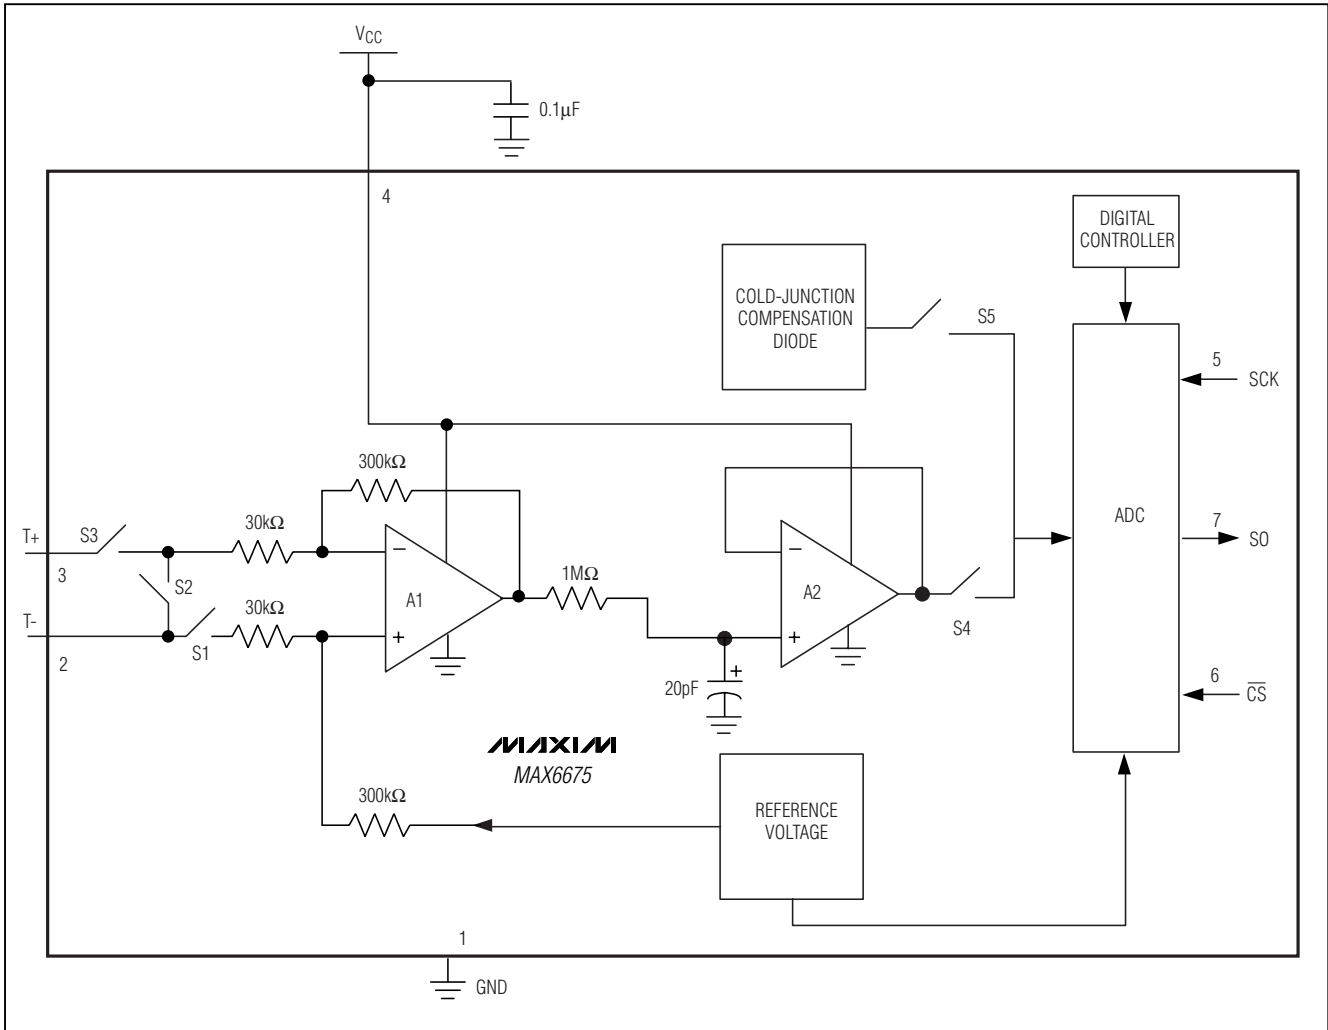 VCC
0.1µF
4
DIGITAL
CONTROLLER
COLD-JUNCTION
COMPENSATION
DIODE
S5
5
SCK
300kΩ
ADC
7
SO
T+
S3
30kΩ
−
3
S2
1MΩ
A1
−
A2
T-
30kΩ
+
+
S4
2
S1
20pF
+
6
CS
MAXIM
MAX6675
300kΩ
REFERENCE
VOLTAGE
1
GND